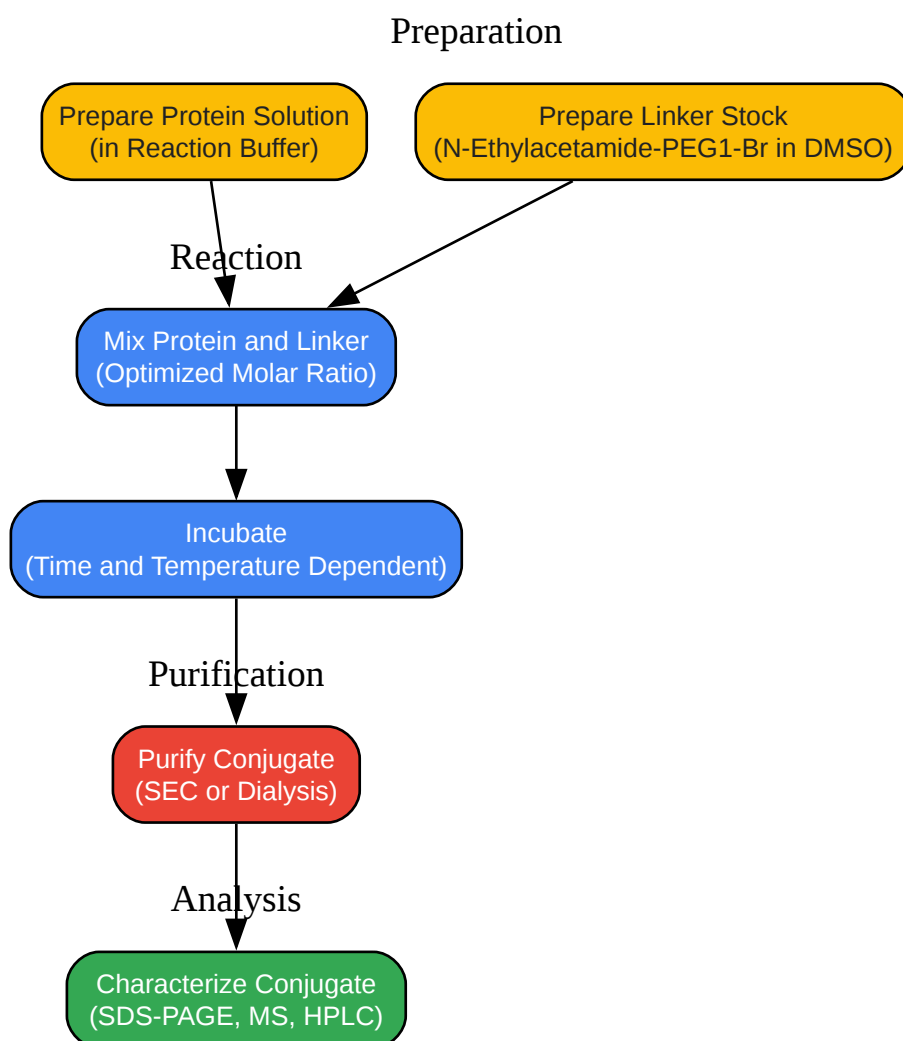 Preparation
Prepare Protein Solution
(in Reaction Buffer)
Prepare Linker Stock
(N-Ethylacetamide-PEG1-Br in DMSO)
Reaction
Mix Protein and Linker
(Optimized Molar Ratio)
Incubate
(Time and Temperature Dependent)
Purification
Purify Conjugate
(SEC or Dialysis)
Analysis
Characterize Conjugate
(SDS-PAGE, MS, HPLC)